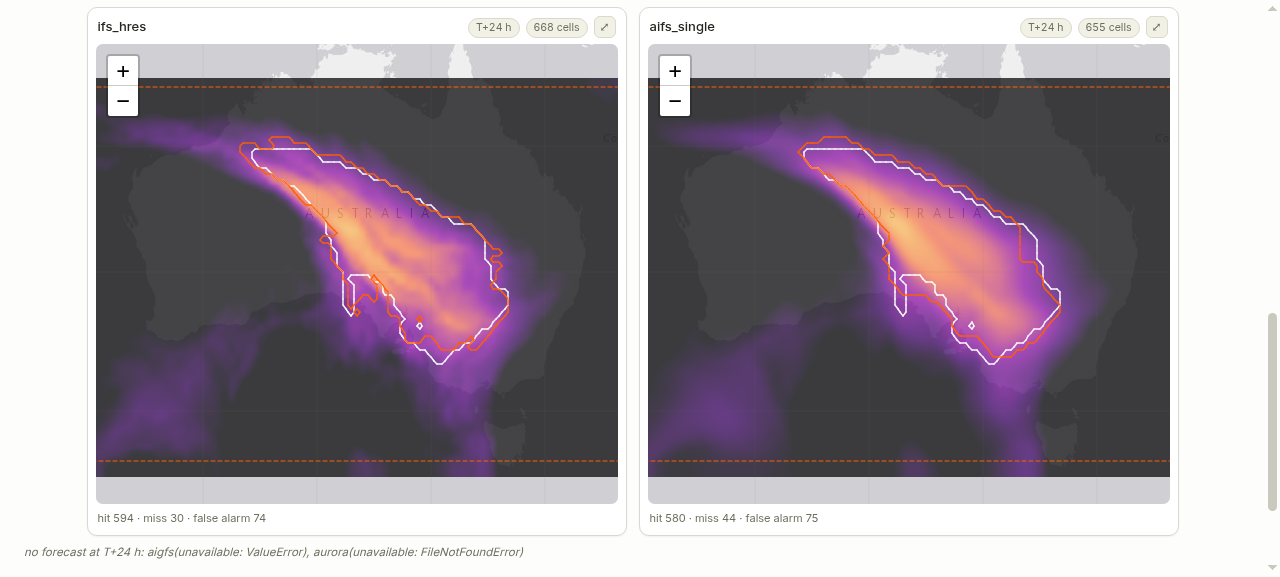 ifs_hres T+24 h 668 cells
+
−
AUSTRALIA
hit 594 · miss 30 · false alarm 74
aifs_single T+24 h 655 cells
+
−
AUSTRALIA
hit 580 · miss 44 · false alarm 75
no forecast at T+24 h: aigfs(unavailable: ValueError), aurora(unavailable: FileNotFoundError)